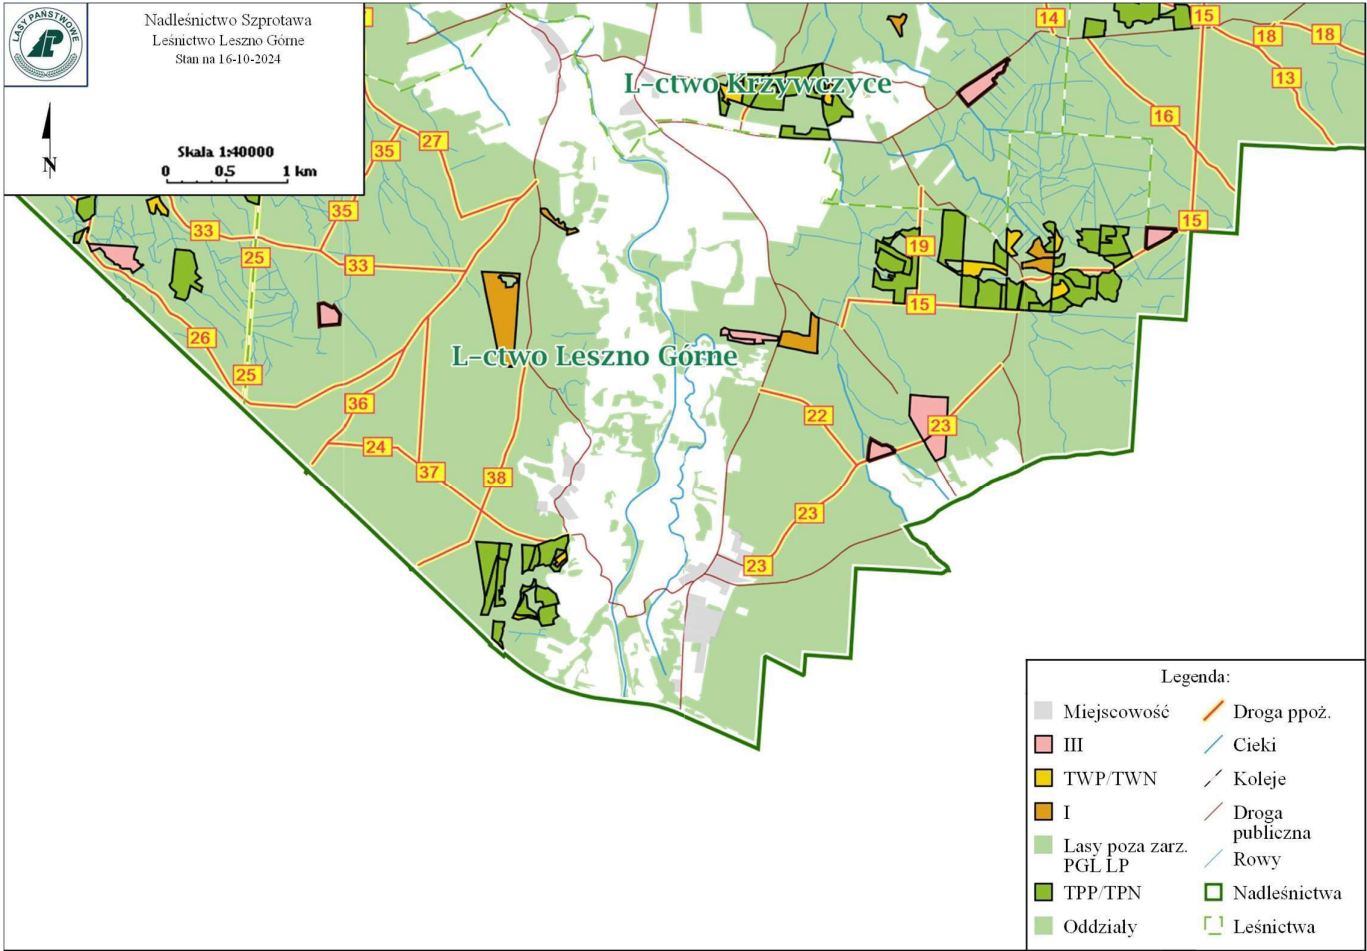 LASY PAŃSTWOWE
Nadleśnictwo Szprotawa
Leśnictwo Leszno Górne
Stan na 16-10-2024
N
Skala 1:40000
0 0.5 1 km
14
15
18
18
13
16
L-ctwo Krzywczyce
27
35
35
33
25
33
15
19
15
26
25
L-ctwo Leszno Górne
36
24
37
38
22
23
23
23
Legenda:
Miejscowość
III
TWP/TWN
I
Lasy poza zarz.
PGL LP
TPP/TPN
Oddziały
Droga ppoż.
Cieki
Koleje
Droga
publiczna
Rowy
Nadleśnictwa
Leśnictwa